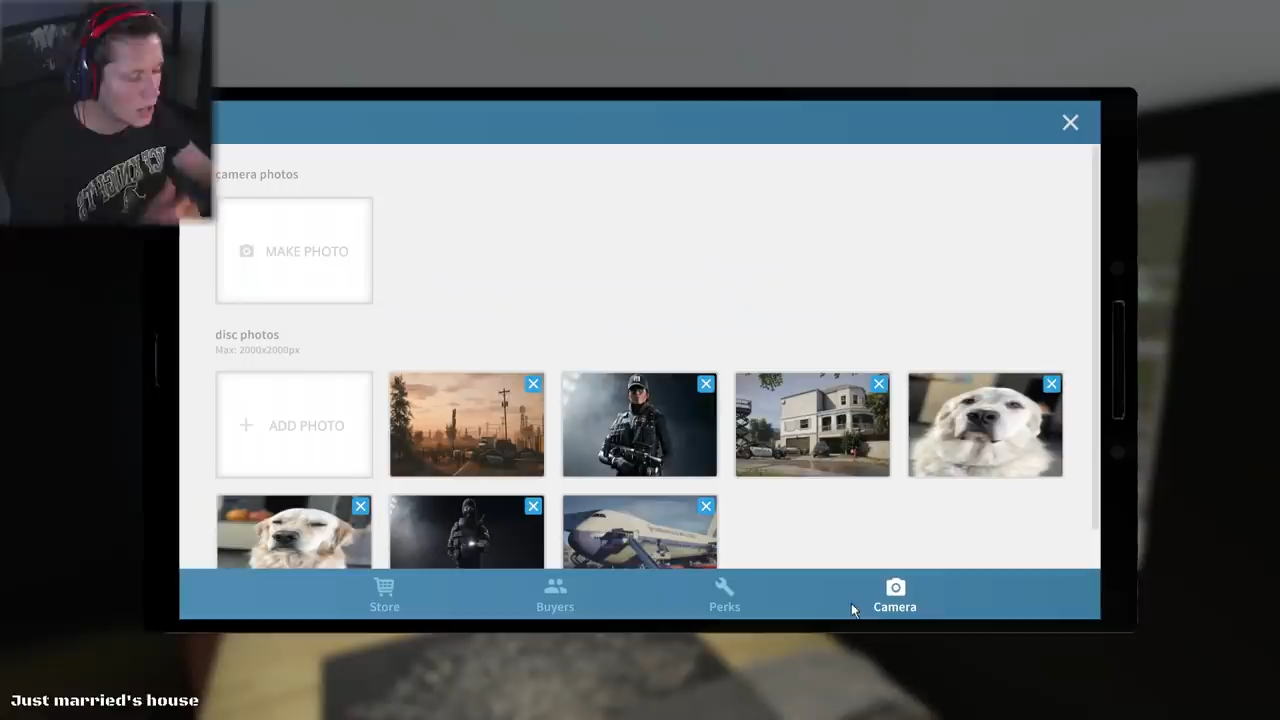 camera photos
MAKE PHOTO
disc photos
Max: 2000x2000px
ADD PHOTO
Store
Buyers
Perks
Camera
Just married's house